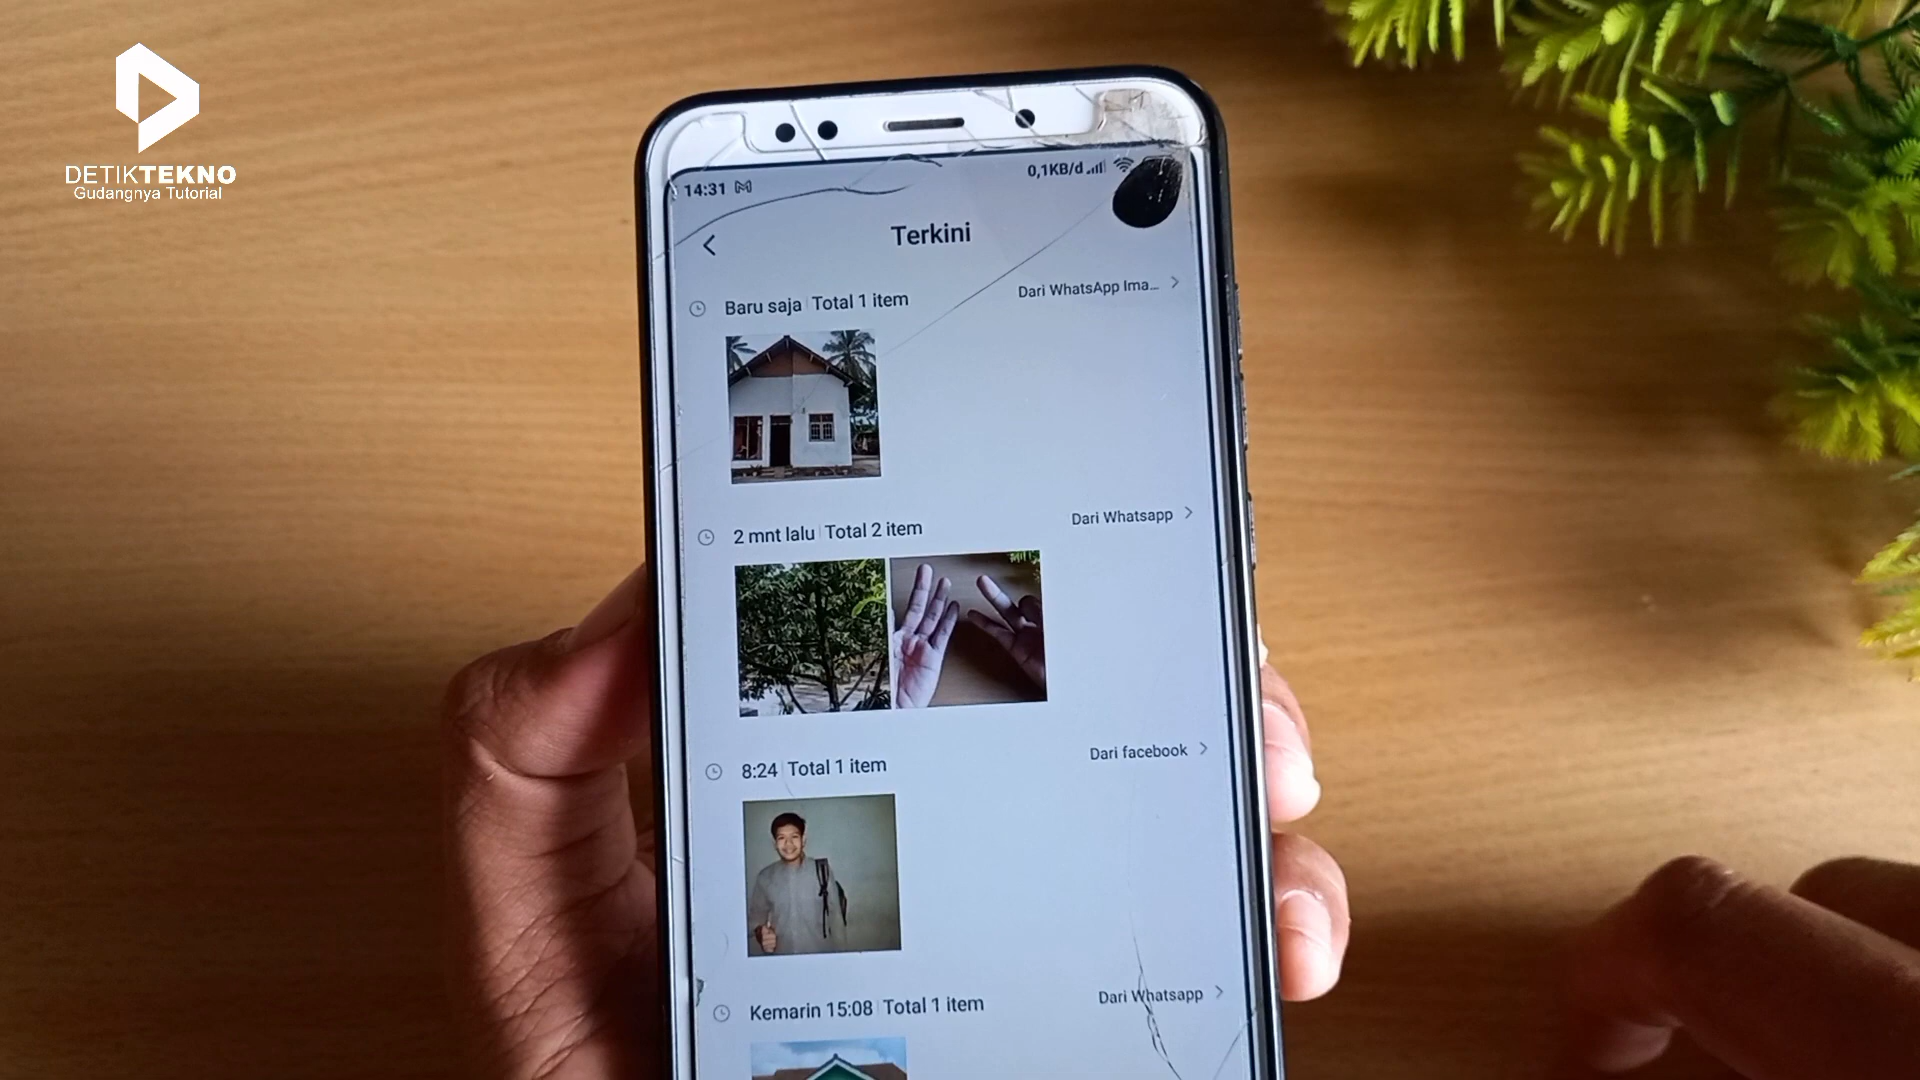 DETIKTEKNO
Gudangnya Tutorial
14:31
0,1KB/d
Terkini
Baru saja Total 1 item
Dari WhatsApp Ima...
2 mnt lalu Total 2 item
Dari Whatsapp
8:24 Total 1 item
Dari facebook
Kemarin 15:08 Total 1 item
Dari Whatsapp